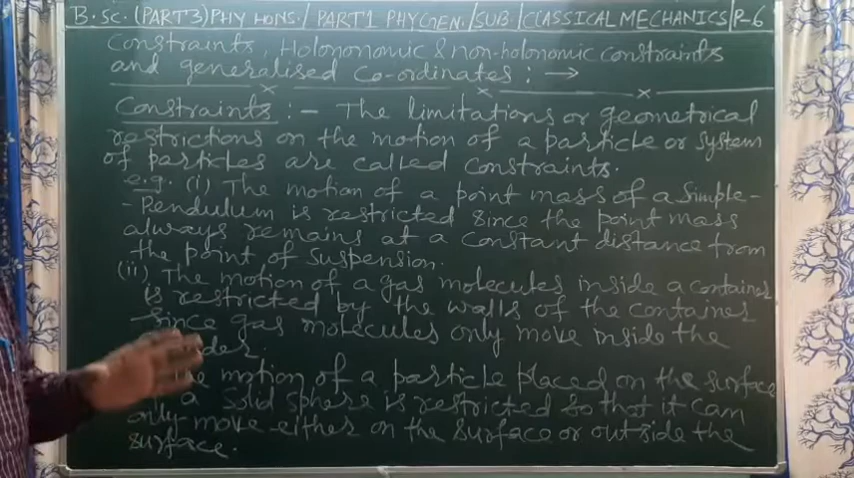 B.SC. (PART3) PHY HONS. / PART1 PHYGEN. / SUB. / CLASSICAL MECHANICS / P-6
Constraints, Holononomic & non-holonomic constraints
and generalised Co-ordinates : →
Constraints : – The limitations or geometrical
restrictions on the motion of a particle or System
of particles are called constraints.
e.g. (i) The motion of a point mass of a Simple-
-Pendulum is restricted since the point mass
always remains at a constant distance from
the point of suspension.
(ii) The motion of a gas molecules inside a container
is restricted by the walls of the container
Since gas molecules only move inside the
motion of a particle placed on the surface
a solid sphere is restricted so that it can
only move either on the surface or outside the
surface.